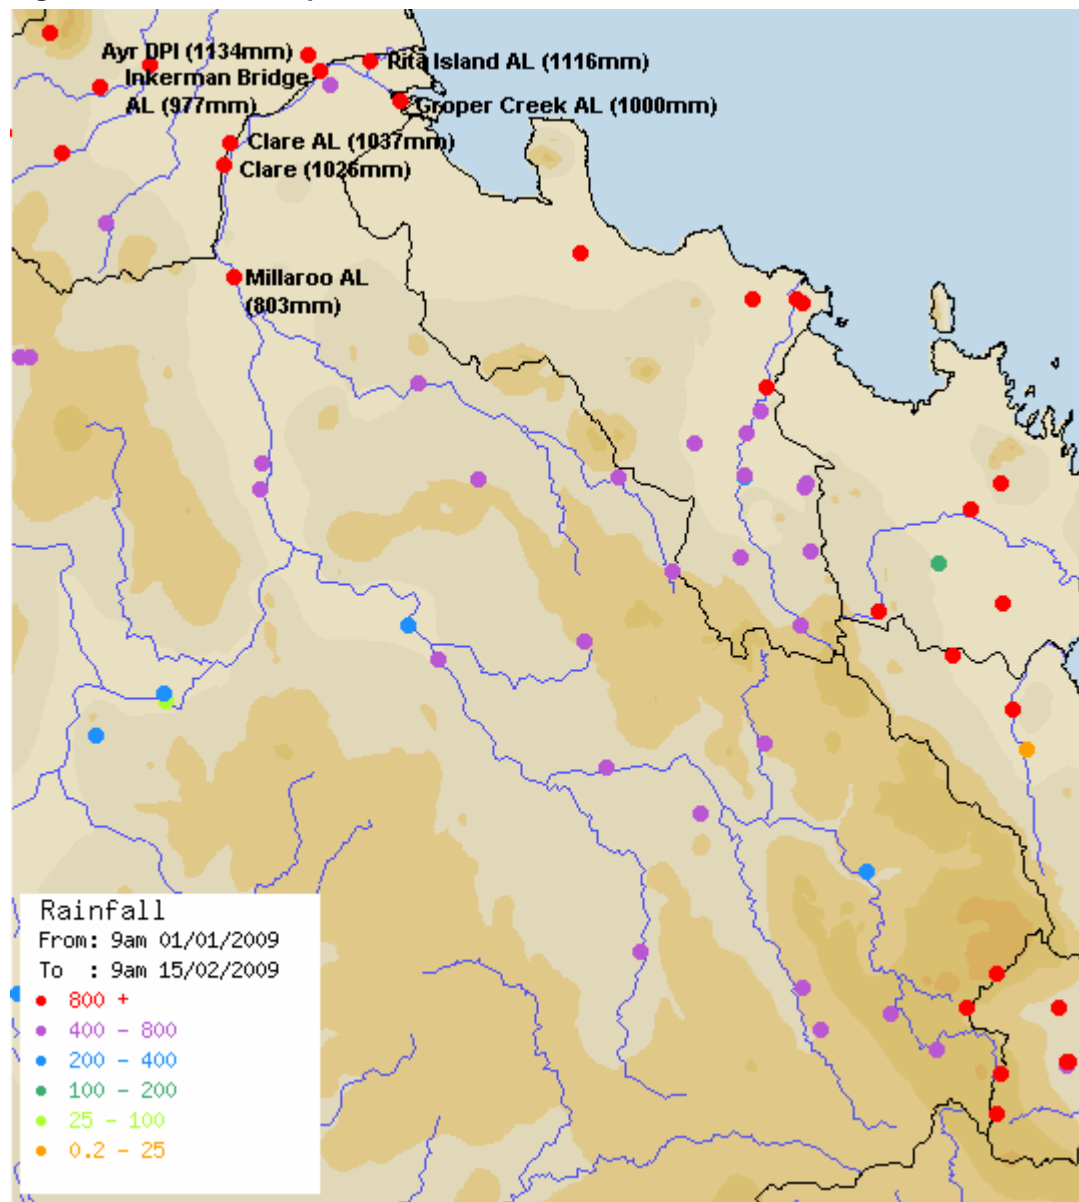 Ayr DPI (1134mm)
Inkerman Bridge
AL (977mm)
Rita Island AL (1116mm)
Groper Creek AL (1000mm)
Clare AL (1037mm)
Clare (1026mm)
Millaroo AL
(803mm)
Rainfall
From: 9am 01/01/2009
To : 9am 15/02/2009
800 +
400 - 800
200 - 400
100 - 200
25 - 100
0.2 - 25